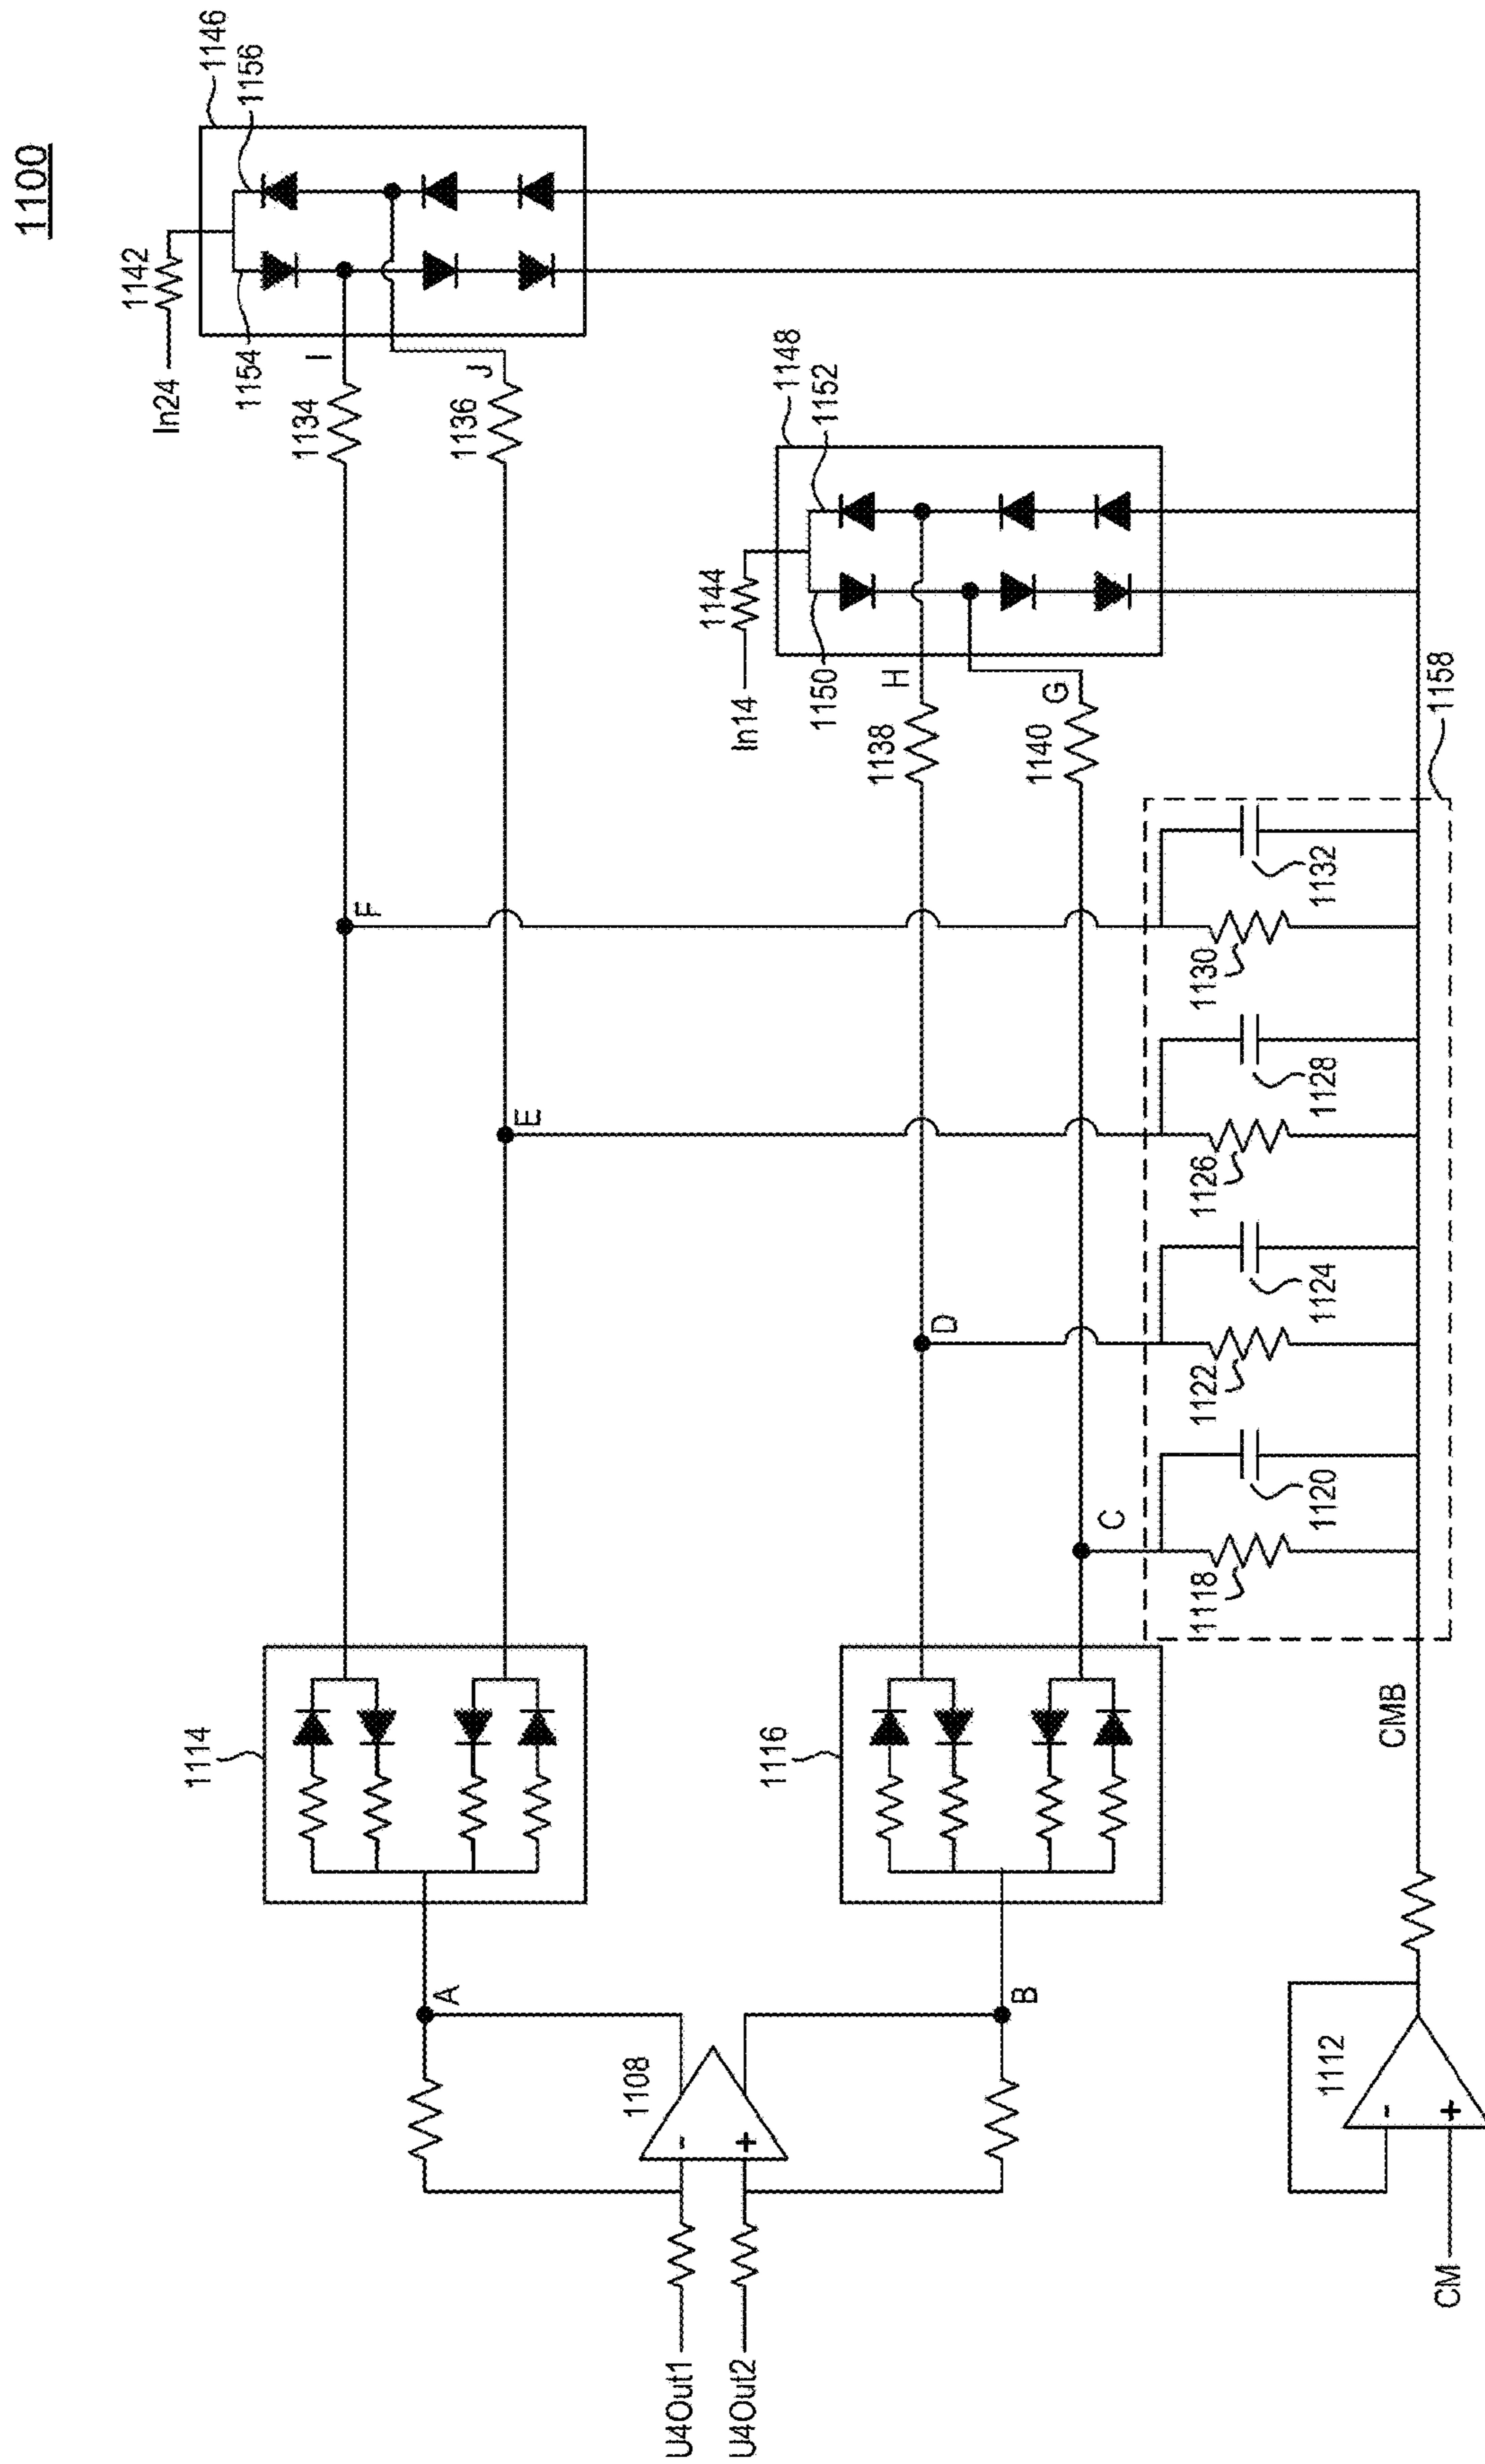 1100
1146
1156
1142
In24
1154
I
1134
J
1136
1148
1152
1144
In14
1150
H
1138
G
1140
1158
F
E
D
C
1132
1130
1128
1126
1124
1122
1120
1118
1114
1116
CMB
A
B
1108
-
+
1112
-
+
U4Out1
U4Out2
CM